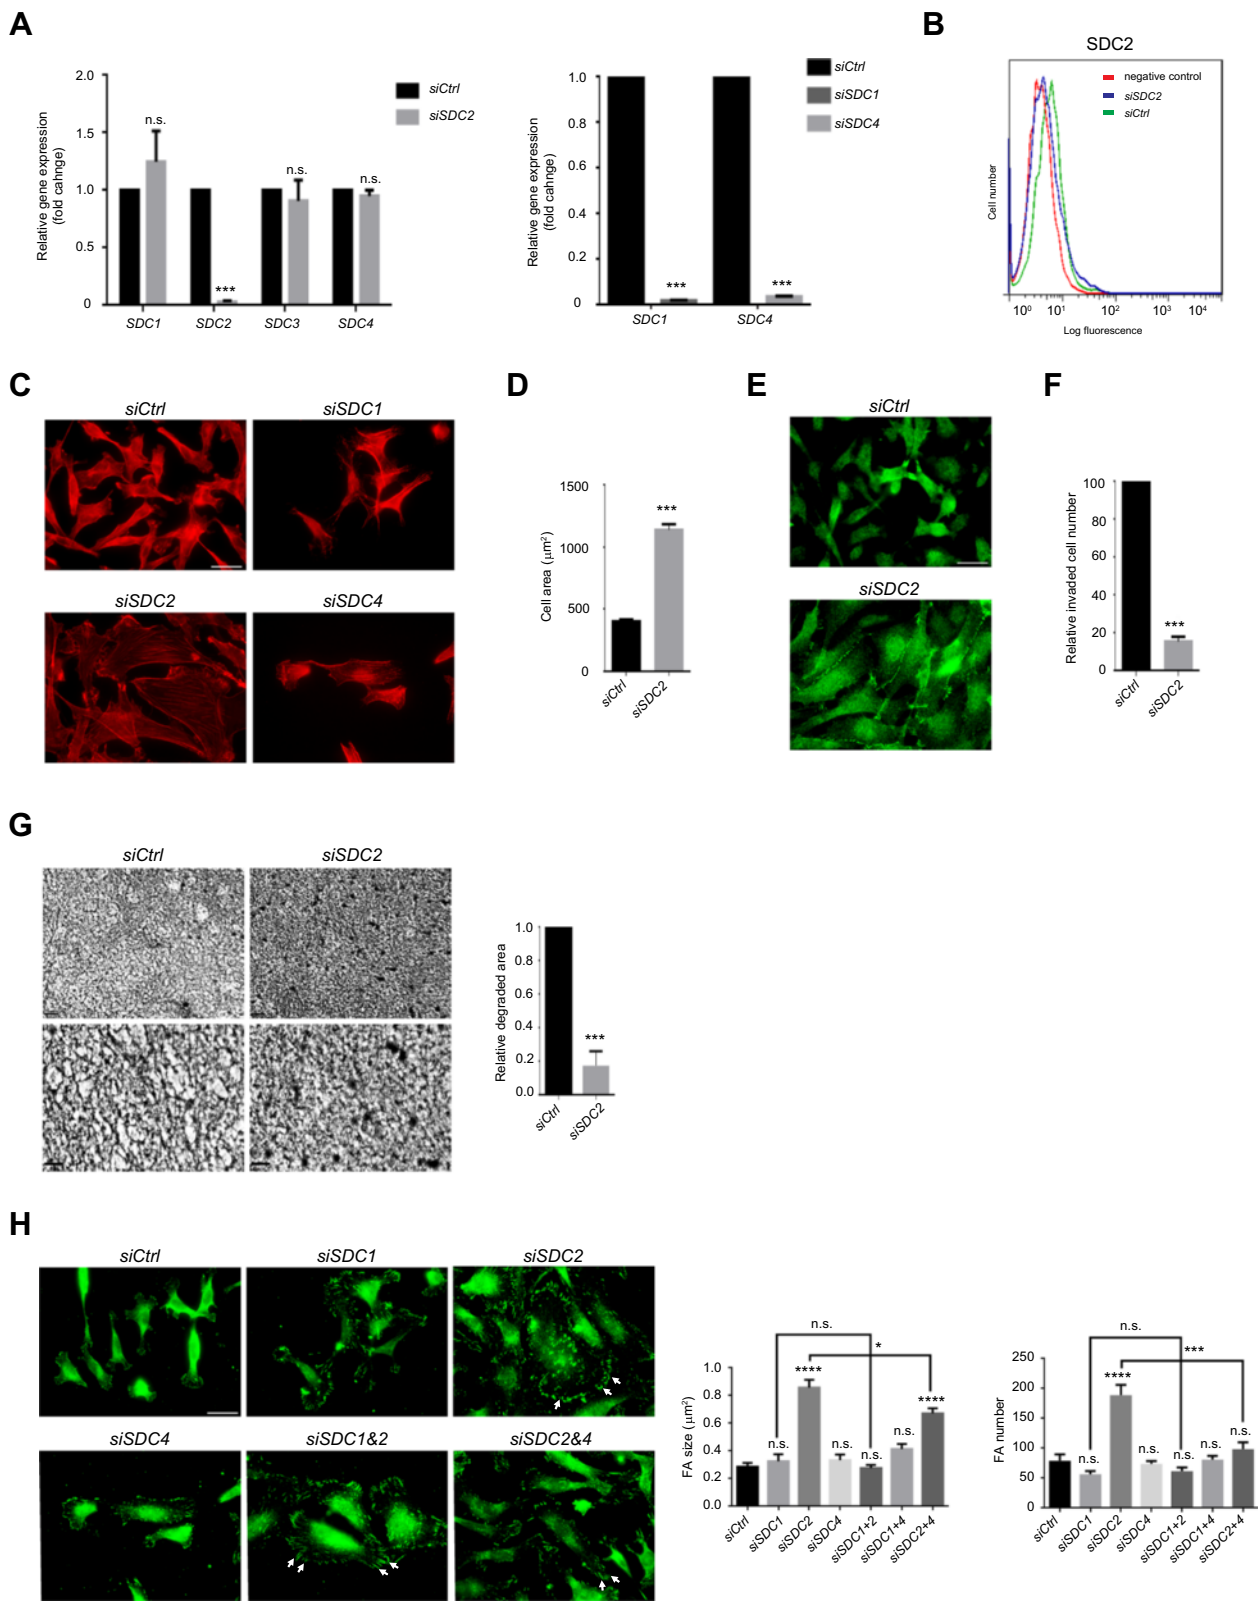 A
2.0
1.5
1.0
0.5
0
Relative gene expression
(fold cahnge)
n.s.
***
n.s.
n.s.
SDC1 SDC2 SDC3 SDC4
siCtrl
siSDC2
1.0
0.8
0.6
0.4
0.2
0
Relative gene expression
(fold cahnge)
***
***
SDC1 SDC4
siCtrl
siSDC1
siSDC4
B
SDC2
negative control
siSDC2
siCtrl
Cell number
10⁰ 10¹ 10² 10³ 10⁴
Log fluorescence
C
siCtrl siSDC1
siSDC2 siSDC4
D
1500
1000
500
0
Cell area (µm²)
***
siCtrl siSDC2
E
siCtrl
siSDC2
F
100
80
60
40
20
0
Relative invaded cell number
***
siCtrl siSDC2
G
siCtrl siSDC2
1.0
0.8
0.6
0.4
0.2
0.0
Relative degraded area
***
siCtrl siSDC2
H
siCtrl siSDC1 siSDC2
siSDC4 siSDC1&2 siSDC2&4
1.0
0.8
0.6
0.4
0.2
0.0
FA size (µm²)
n.s.
*
n.s.
****
n.s.
n.s.
n.s.
****
siCtrl siSDC1 siSDC2 siSDC4 siSDC1+2 siSDC1+4 siSDC2+4
250
200
150
100
50
0
FA number
n.s.
***
n.s.
****
n.s.
n.s.
n.s.
n.s.
siCtrl siSDC1 siSDC2 siSDC4 siSDC1+2 siSDC1+4 siSDC2+4